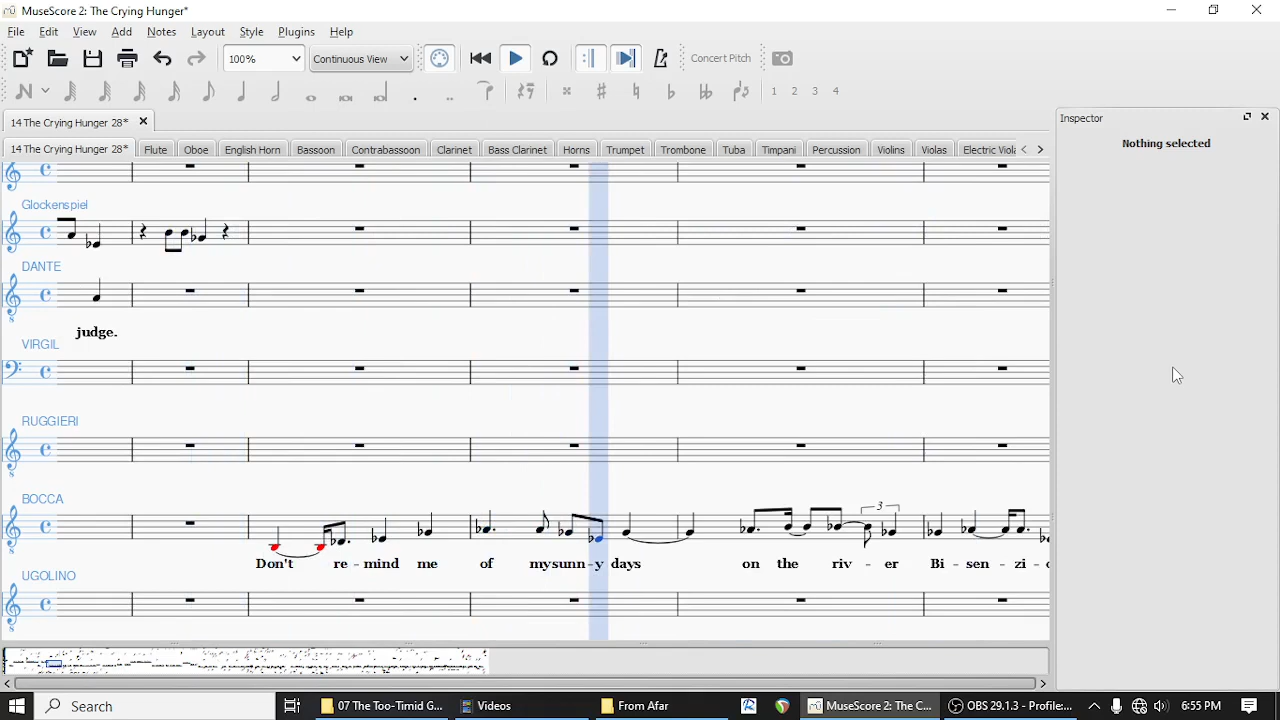 MuseScore 2: The Crying Hunger*
File Edit View Add Notes Layout Style Plugins Help
100% Continuous View Concert Pitch
1 2 3 4
14 The Crying Hunger 28*
14 The Crying Hunger 28* Flute Oboe English Horn Bassoon Contrabassoon Clarinet Bass Clarinet Horns Trumpet Trombone Tuba Timpani Percussion Violins Violas Electric Viola
Inspector
Nothing selected
Glockenspiel
DANTE
judge.
VIRGIL
RUGGIERI
BOCCA
3
Don't re - mind me of my sunn - y days on the riv - er Bi - sen - zi -
UGOLINO
Search 07 The Too-Timid G... Videos From Afar MuseScore 2: The C... OBS 29.1.3 - Profile:... 6:55 PM